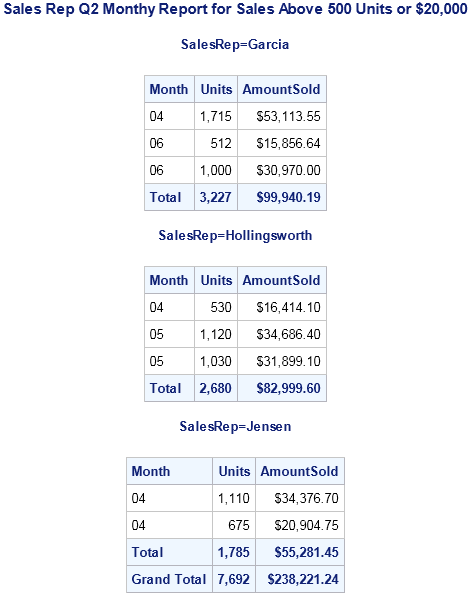 Sales Rep Q2 Monthy Report for Sales Above 500 Units or $20,000
SalesRep=Garcia
Month Units AmountSold
04 1,715 $53,113.55
06 512 $15,856.64
06 1,000 $30,970.00
Total 3,227 $99,940.19
SalesRep=Hollingsworth
Month Units AmountSold
04 530 $16,414.10
05 1,120 $34,686.40
05 1,030 $31,899.10
Total 2,680 $82,999.60
SalesRep=Jensen
Month Units AmountSold
04 1,110 $34,376.70
04 675 $20,904.75
Total 1,785 $55,281.45
Grand Total 7,692 $238,221.24